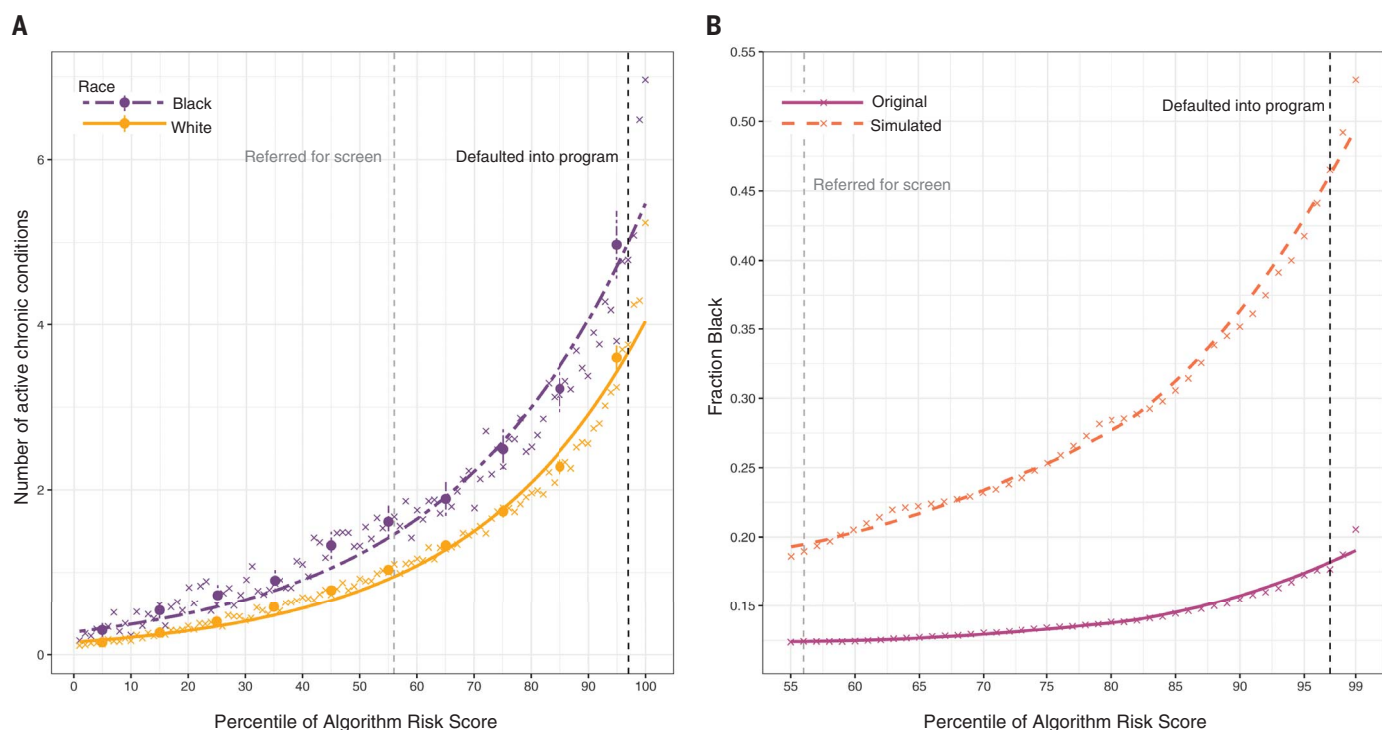 A
Race
Black
White
Referred for screen
Defaulted into program
Number of active chronic conditions
6
4
2
0
0 10 20 30 40 50 60 70 80 90 100
Percentile of Algorithm Risk Score
B
Original
Simulated
Defaulted into program
Referred for screen
Fraction Black
0.55
0.50
0.45
0.40
0.35
0.30
0.25
0.20
0.15
55 60 65 70 75 80 85 90 95 99
Percentile of Algorithm Risk Score